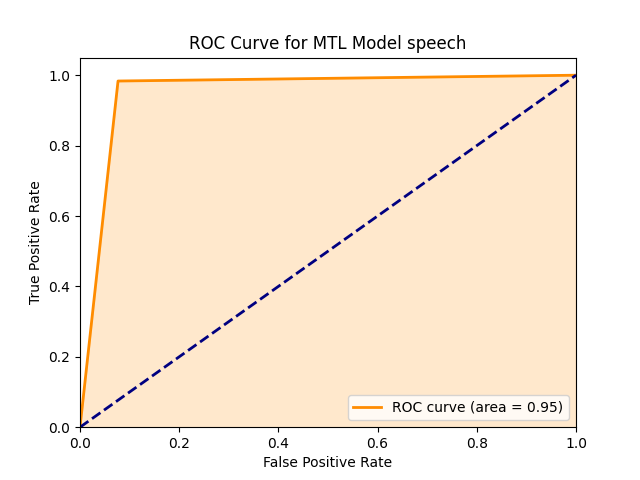 ROC Curve for MTL Model speech
True Positive Rate
1.0
0.8
0.6
0.4
0.2
0.0
ROC curve (area = 0.95)
0.0 0.2 0.4 0.6 0.8 1.0
False Positive Rate